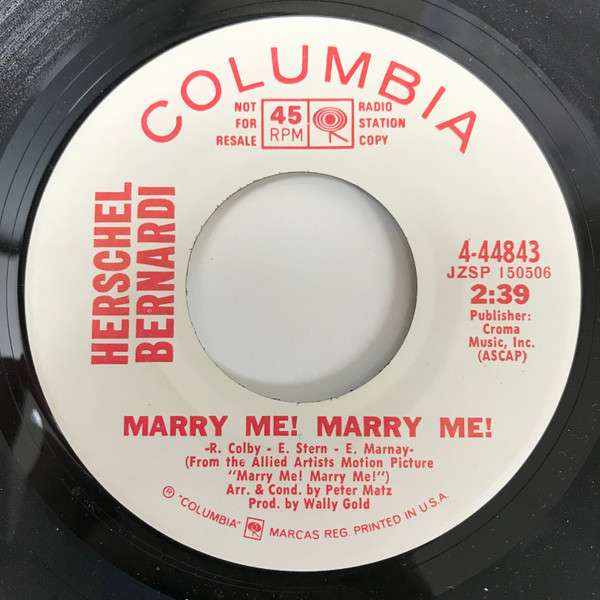 COLUMBIA
NOT
FOR
RESALE
45
RPM
RADIO
STATION
COPY
HERSCHEL
BERNARDI
4-44843
JZSP 150506
2:39
Publisher:
Croma
Music, Inc.
(ASCAP)
MARRY ME! MARRY ME!
-R. Colby - E. Stern - E. Marnay-
(From the Allied Artists Motion Picture
"Marry Me! Marry Me!")
Arr. & Cond. by Peter Matz
Prod. by Wally Gold
℗ "COLUMBIA" MARCAS REG. PRINTED IN U.S.A.